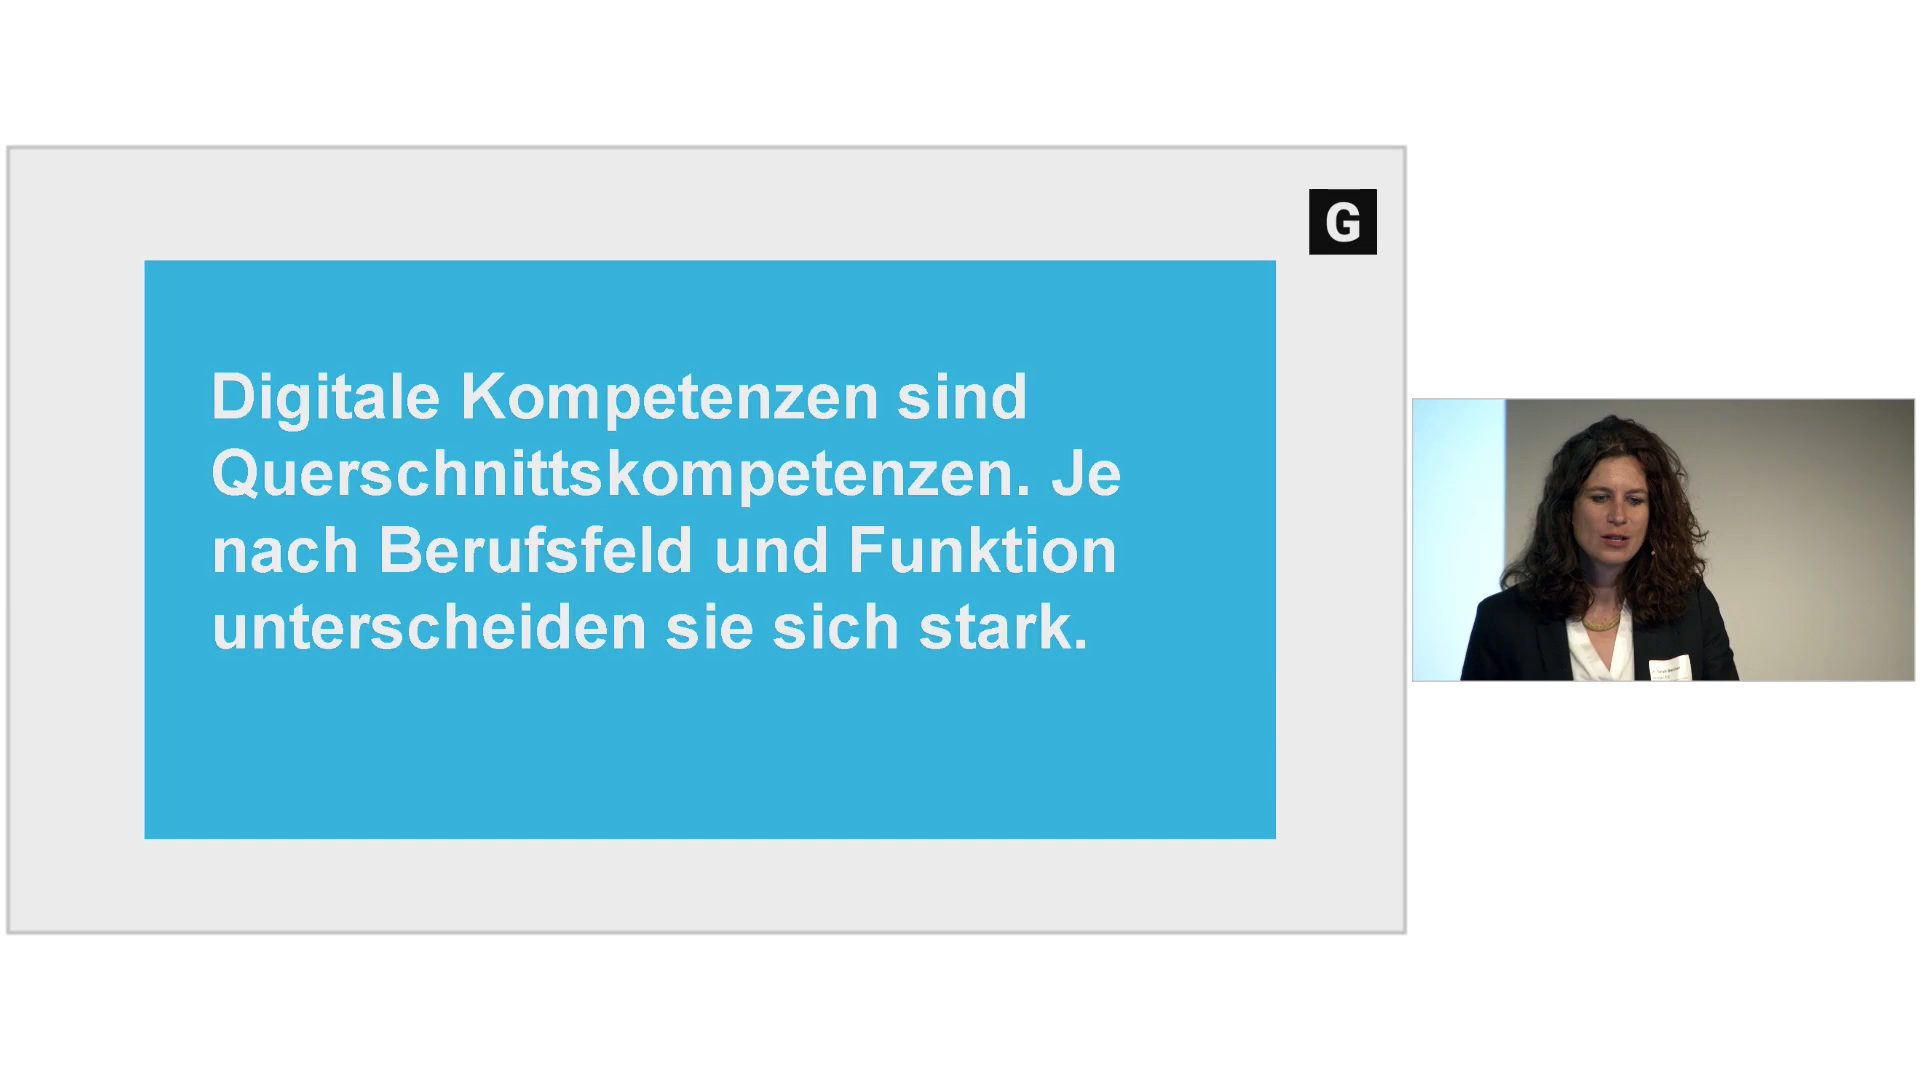 G
Digitale Kompetenzen sind
Querschnittskompetenzen. Je
nach Berufsfeld und Funktion
unterscheiden sie sich stark.